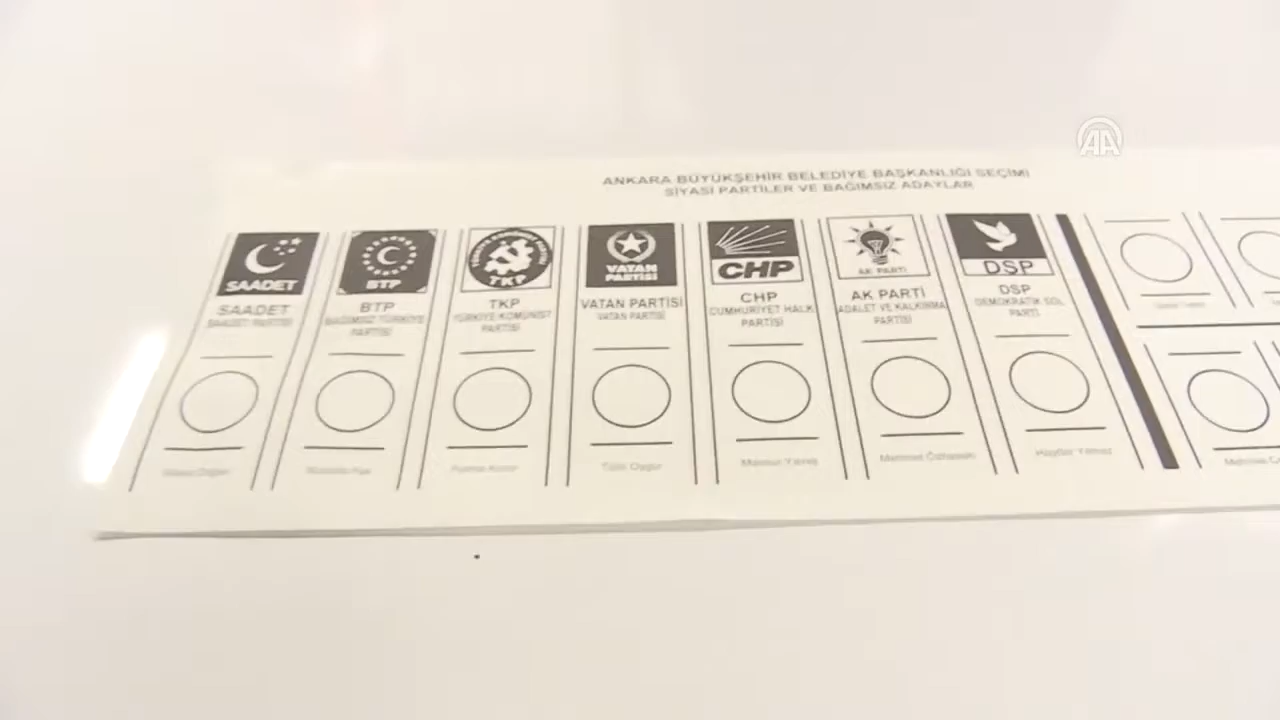 AA
ANKARA BÜYÜKŞEHİR BELEDİYE BAŞKANLIĞI SEÇİMİ
SİYASİ PARTİLER VE BAĞIMSIZ ADAYLAR
SAADET
SAADET
SAADET PARTİSİ
BTP
BTP
BAĞIMSIZ TÜRKİYE
PARTİSİ
TKP
TKP
TÜRKİYE KOMÜNİST
PARTİSİ
VATAN
PARTİSİ
VATAN PARTİSİ
VATAN PARTİSİ
CHP
CHP
CUMHURİYET HALK
PARTİSİ
AK PARTİ
AK PARTİ
ADALET VE KALKINMA
PARTİSİ
DSP
DSP
DEMOKRATİK SOL
PARTİ
Mansur Yavaş
Mehmet Özhaseki
Haydar Yılmaz